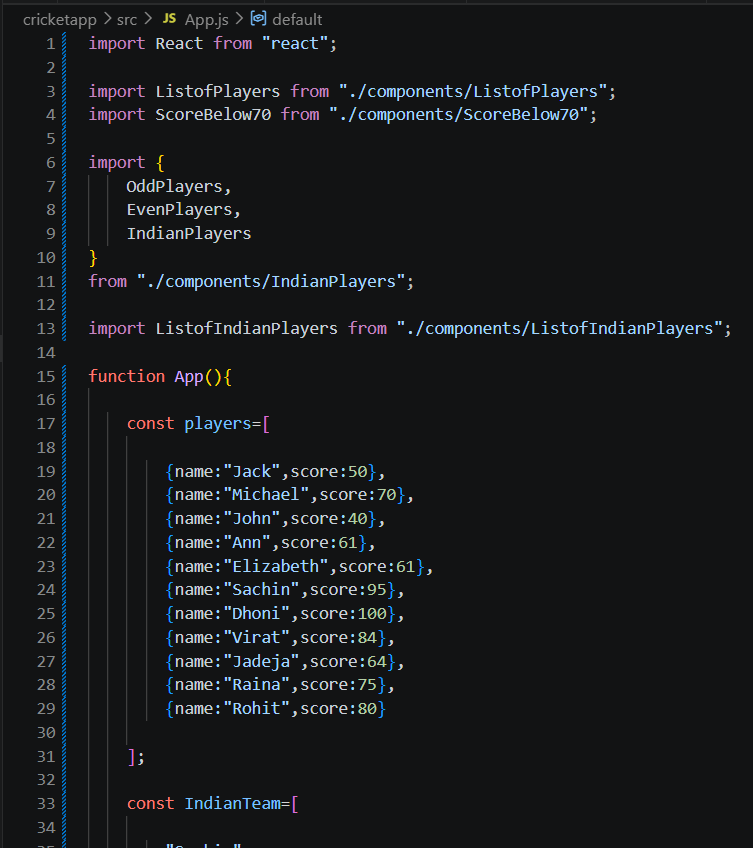 cricketapp > src > JS App.js > default
1 import React from "react";
2
3 import ListofPlayers from "./components/ListofPlayers";
4 import ScoreBelow70 from "./components/ScoreBelow70";
5
6 import {
7 OddPlayers,
8 EvenPlayers,
9 IndianPlayers
10 }
11 from "./components/IndianPlayers";
12
13 import ListofIndianPlayers from "./components/ListofIndianPlayers";
14
15 function App(){
16
17 const players=[
18
19 {name:"Jack",score:50},
20 {name:"Michael",score:70},
21 {name:"John",score:40},
22 {name:"Ann",score:61},
23 {name:"Elizabeth",score:61},
24 {name:"Sachin",score:95},
25 {name:"Dhoni",score:100},
26 {name:"Virat",score:84},
27 {name:"Jadeja",score:64},
28 {name:"Raina",score:75},
29 {name:"Rohit",score:80}
30
31 ];
32
33 const IndianTeam=[
34